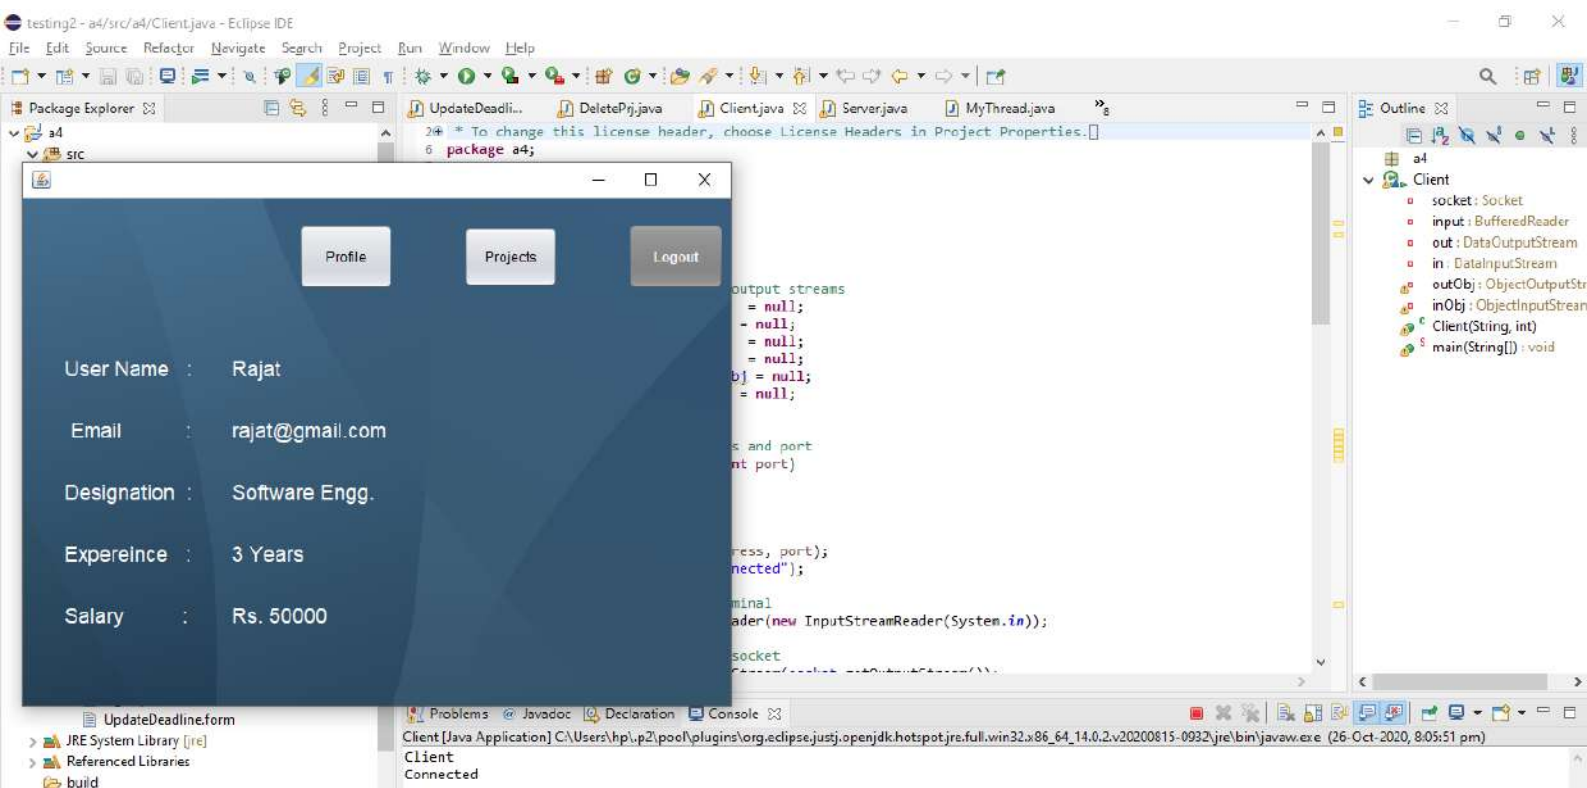 testing2 - a4/src/a4/Client.java - Eclipse IDE
File Edit Source Refactor Navigate Search Project Run Window Help
Package Explorer
a4
src
UpdateDeadli... DeletePrj.java Client.java Server.java MyThread.java »8
2 * To change this license header, choose License Headers in Project Properties.
6 package a4;
Profile Projects Logout
User Name : Rajat
Email : rajat@gmail.com
Designation : Software Engg.
Expereince : 3 Years
Salary : Rs. 50000
output streams
= null;
= null;
= null;
= null;
bj = null;
= null;
s and port
nt port)
ress, port);
nected");
minal
ader(new InputStreamReader(System.in));
socket
Outline
a4
Client
socket : Socket
input : BufferedReader
out : DataOutputStream
in : DataInputStream
outObj : ObjectOutputStr
inObj : ObjectInputStream
Client(String, int)
main(String[]) : void
UpdateDeadline.form
JRE System Library [jre]
Referenced Libraries
build
Problems @ Javadoc Declaration Console
Client [Java Application] C:\Users\hp\.p2\pool\plugins\org.eclipse.justj.openjdk.hotspot.jre.full.win32.x86_64_14.0.2.v20200815-0932\jre\bin\javaw.exe (26-Oct-2020, 8:05:51 pm)
Client
Connected